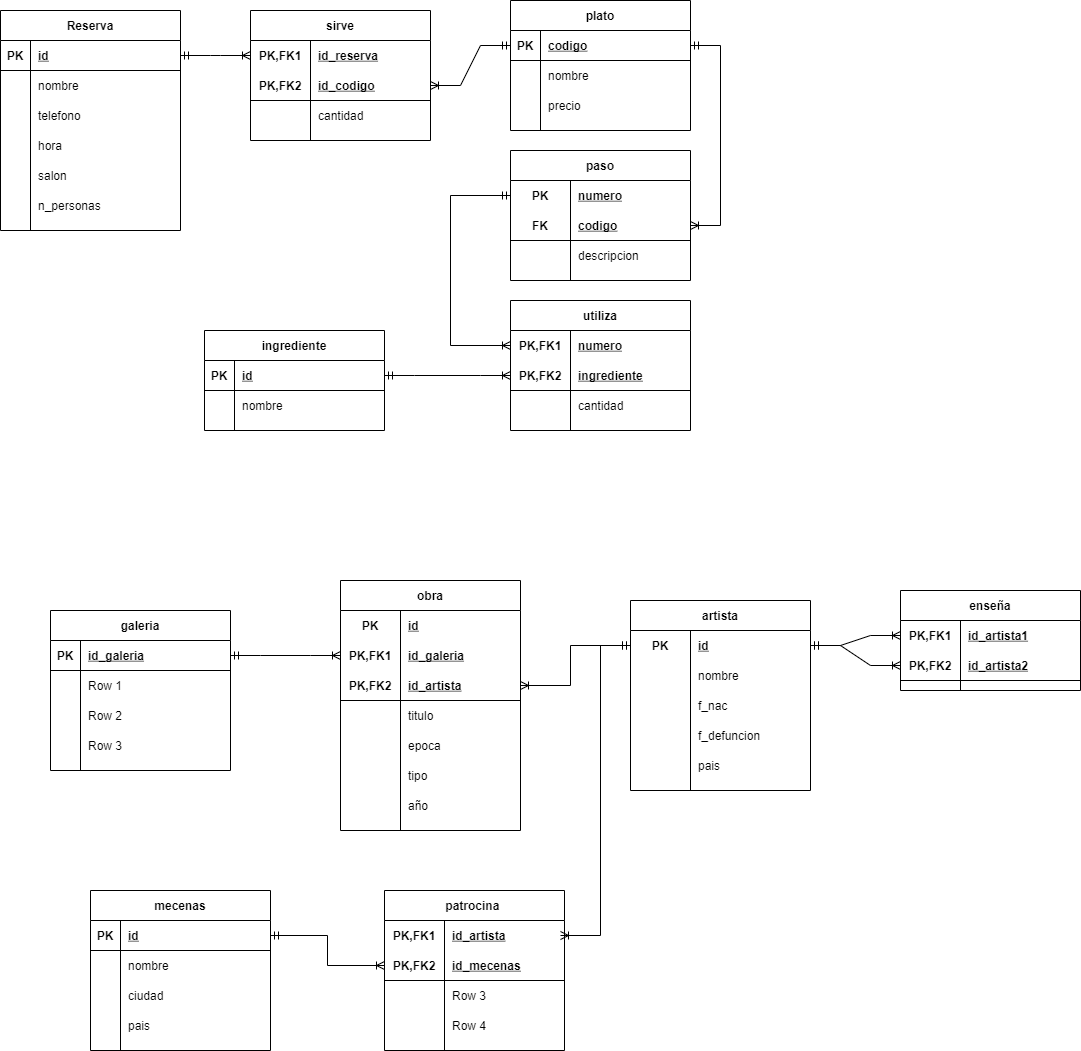 Reserva
PK id
nombre
telefono
hora
salon
n_personas
sirve
PK,FK1 id_reserva
PK,FK2 id_codigo
cantidad
plato
PK codigo
nombre
precio
paso
PK numero
FK codigo
descripcion
utiliza
PK,FK1 numero
PK,FK2 ingrediente
cantidad
ingrediente
PK id
nombre
galeria
PK id_galeria
Row 1
Row 2
Row 3
obra
PK id
PK,FK1 id_galeria
PK,FK2 id_artista
titulo
epoca
tipo
año
artista
PK id
nombre
f_nac
f_defuncion
pais
enseña
PK,FK1 id_artista1
PK,FK2 id_artista2
mecenas
PK id
nombre
ciudad
pais
patrocina
PK,FK1 id_artista
PK,FK2 id_mecenas
Row 3
Row 4